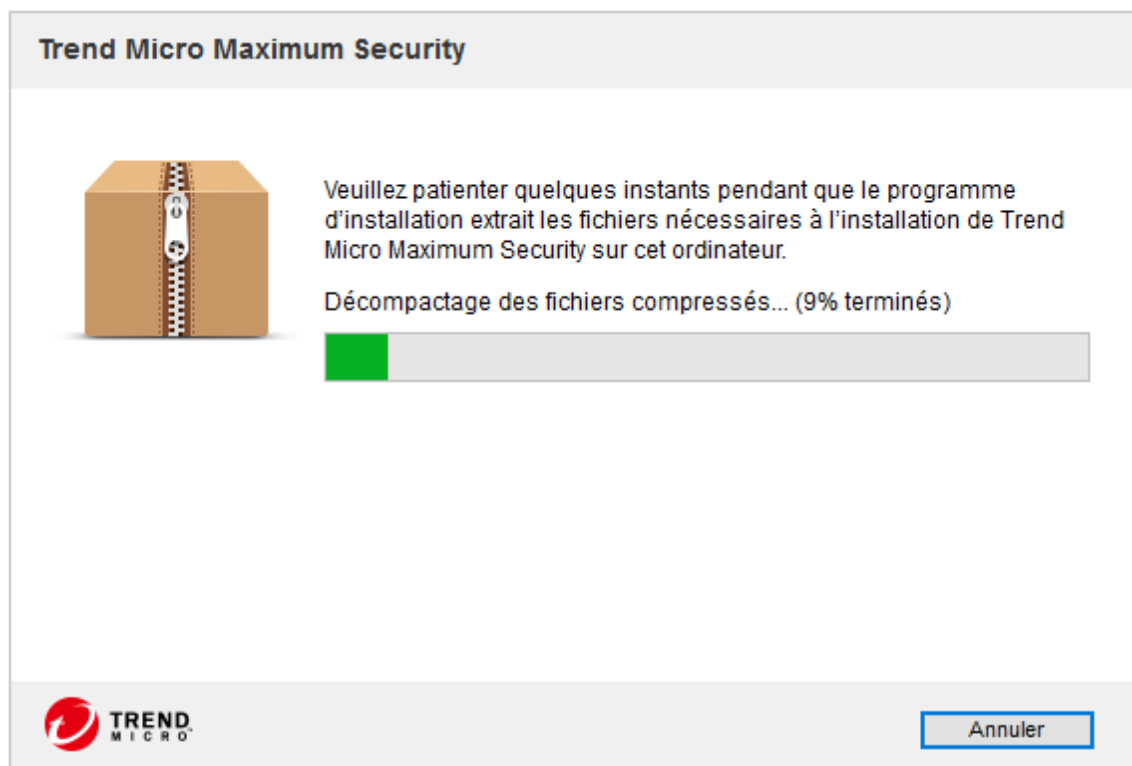 Trend Micro Maximum Security
Veuillez patienter quelques instants pendant que le programme
d’installation extrait les fichiers nécessaires à l’installation de Trend
Micro Maximum Security sur cet ordinateur.
Décompactage des fichiers compressés... (9% terminés)
TREND
MICRO
Annuler